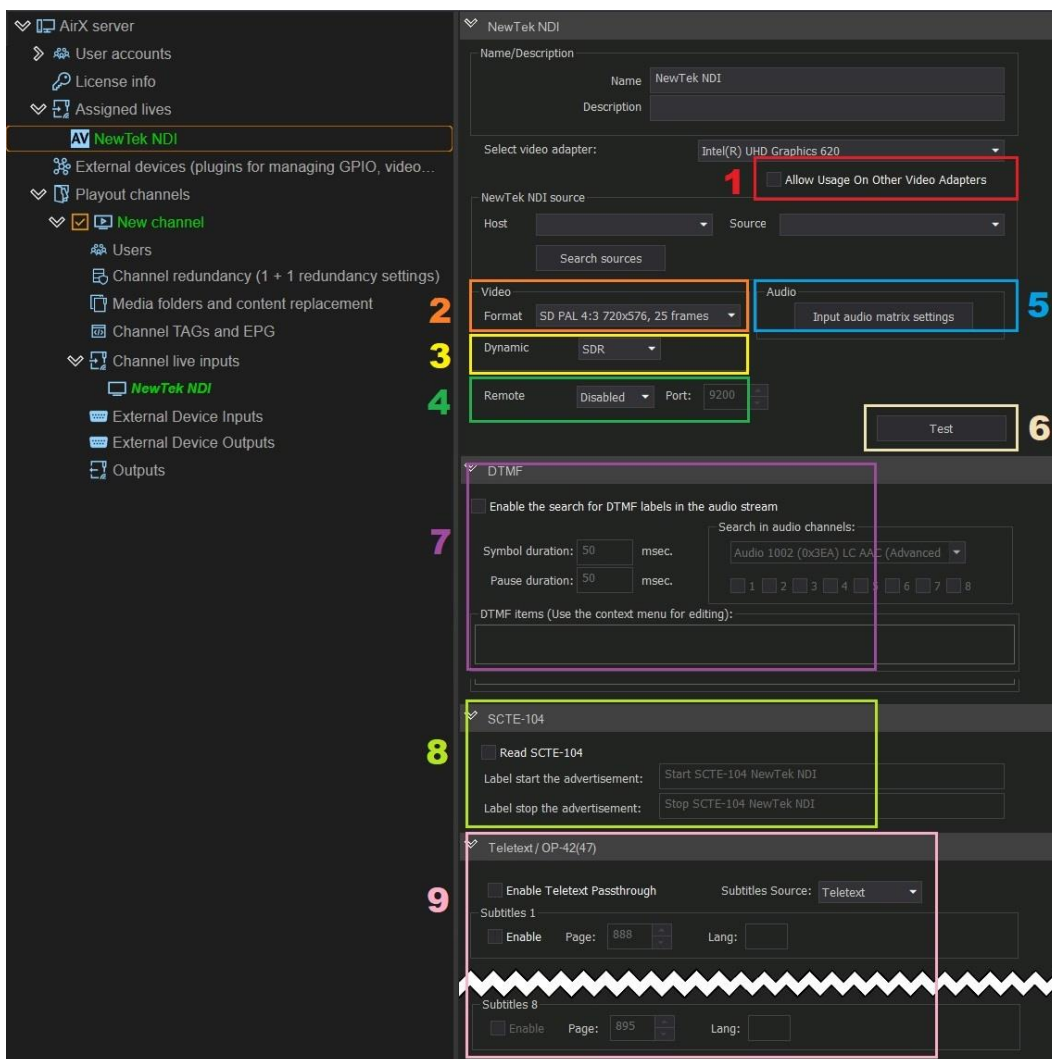 AirX server
User accounts
License info
Assigned lives
AV NewTek NDI
External devices (plugins for managing GPIO, video...
Playout channels
New channel
Users
Channel redundancy (1 + 1 redundancy settings)
Media folders and content replacement
Channel TAGs and EPG
Channel live inputs
NewTek NDI
External Device Inputs
External Device Outputs
Outputs
NewTek NDI
Name/Description
Name NewTek NDI
Description
Select video adapter: Intel(R) UHD Graphics 620
1 Allow Usage On Other Video Adapters
NewTek NDI source
Host Source
Search sources
Video
2 Format SD PAL 4:3 720x576, 25 frames
Audio
Input audio matrix settings 5
3 Dynamic SDR
4 Remote Disabled Port: 9200
Test 6
DTMF
Enable the search for DTMF labels in the audio stream
7
Symbol duration: 50 msec.
Pause duration: 50 msec.
Search in audio channels:
Audio 1002 (0x3EA) LC AAC (Advanced
1 2 3 4 5 6 7 8
DTMF items (Use the context menu for editing):
SCTE-104
8 Read SCTE-104
Label start the advertisement: Start SCTE-104 NewTek NDI
Label stop the advertisement: Stop SCTE-104 NewTek NDI
Teletext / OP-42(47)
9 Enable Teletext Passthrough Subtitles Source: Teletext
Subtitles 1
Enable Page: 888 Lang:
Subtitles 8
Enable Page: 895 Lang: